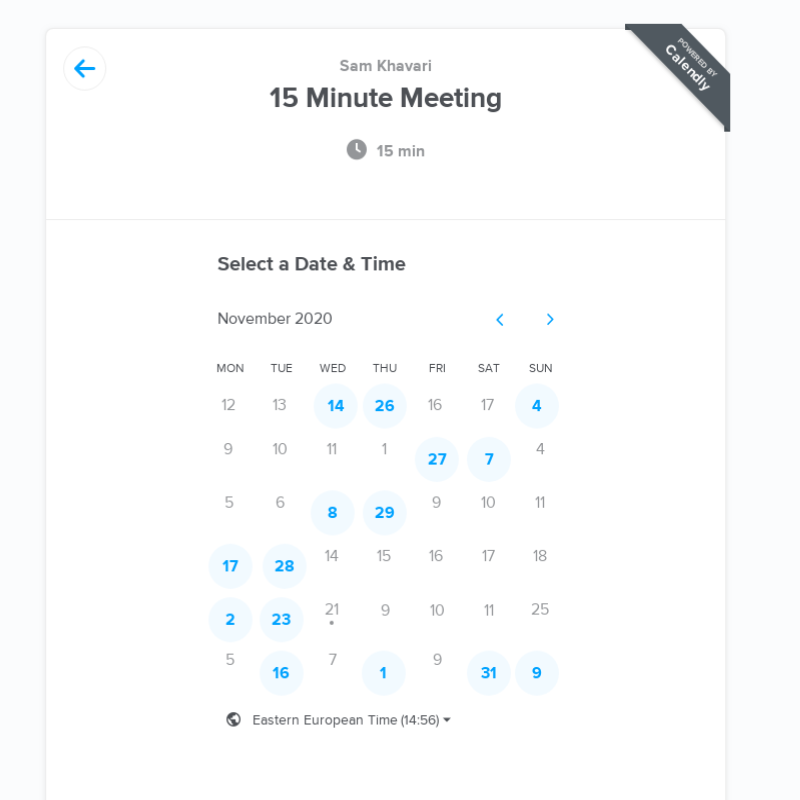 POWERED BY
Calendly
Sam Khavari
15 Minute Meeting
15 min
Select a Date & Time
November 2020
MON TUE WED THU FRI SAT SUN
12 13 14 26 16 17 4
9 10 11 1 27 7 4
5 6 8 29 9 10 11
17 28 14 15 16 17 18
2 23 21 9 10 11 25
5 16 7 1 9 31 9
Eastern European Time (14:56)